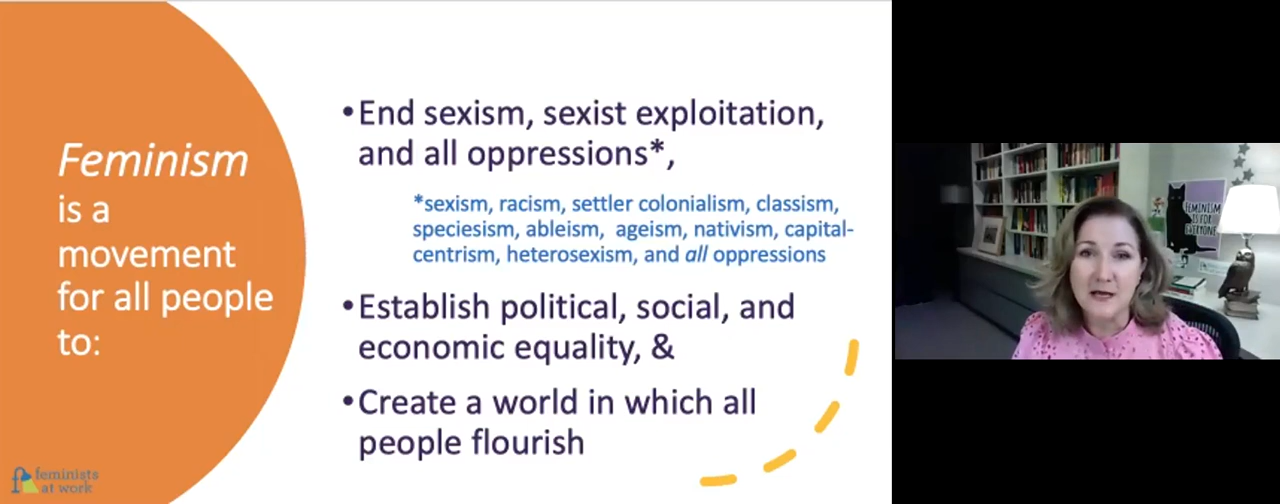 Feminism
is a
movement
for all people
to:
•End sexism, sexist exploitation,
and all oppressions*,
*sexism, racism, settler colonialism, classism,
speciesism, ableism, ageism, nativism, capital-
centrism, heterosexism, and all oppressions
•Establish political, social, and
economic equality, &
•Create a world in which all
people flourish
feminists
at work
FEMINISM
IS FOR
EVERYONE